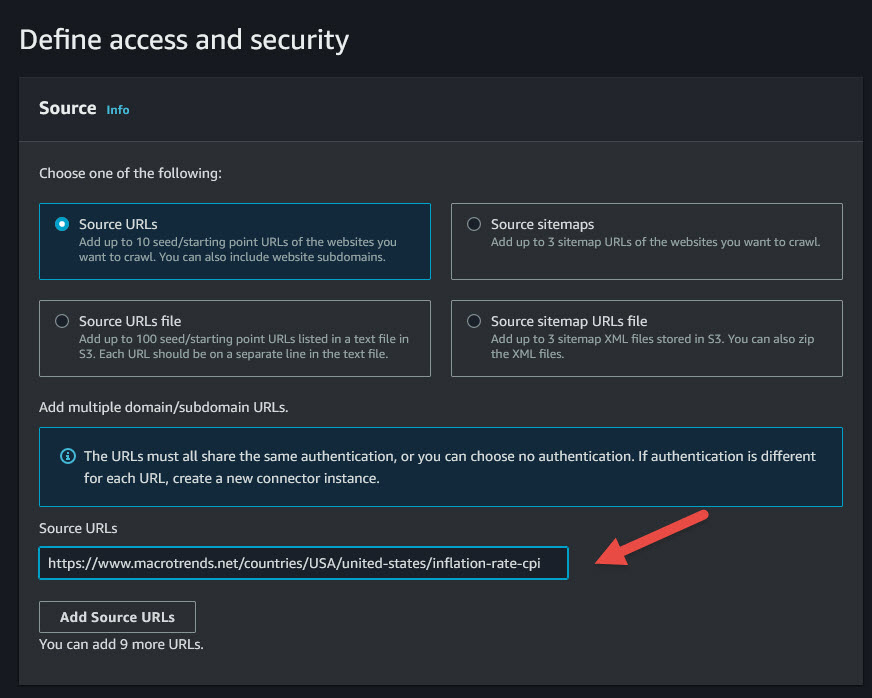 Define access and security
Source Info
Choose one of the following:
Source URLs
Add up to 10 seed/starting point URLs of the websites you
want to crawl. You can also include website subdomains.
Source sitemaps
Add up to 3 sitemap URLs of the websites you want to crawl.
Source URLs file
Add up to 100 seed/starting point URLs listed in a text file in
S3. Each URL should be on a separate line in the text file.
Source sitemap URLs file
Add up to 3 sitemap XML files stored in S3. You can also zip
the XML files.
Add multiple domain/subdomain URLs.
The URLs must all share the same authentication, or you can choose no authentication. If authentication is different
for each URL, create a new connector instance.
Source URLs
https://www.macrotrends.net/countries/USA/united-states/inflation-rate-cpi
Add Source URLs
You can add 9 more URLs.